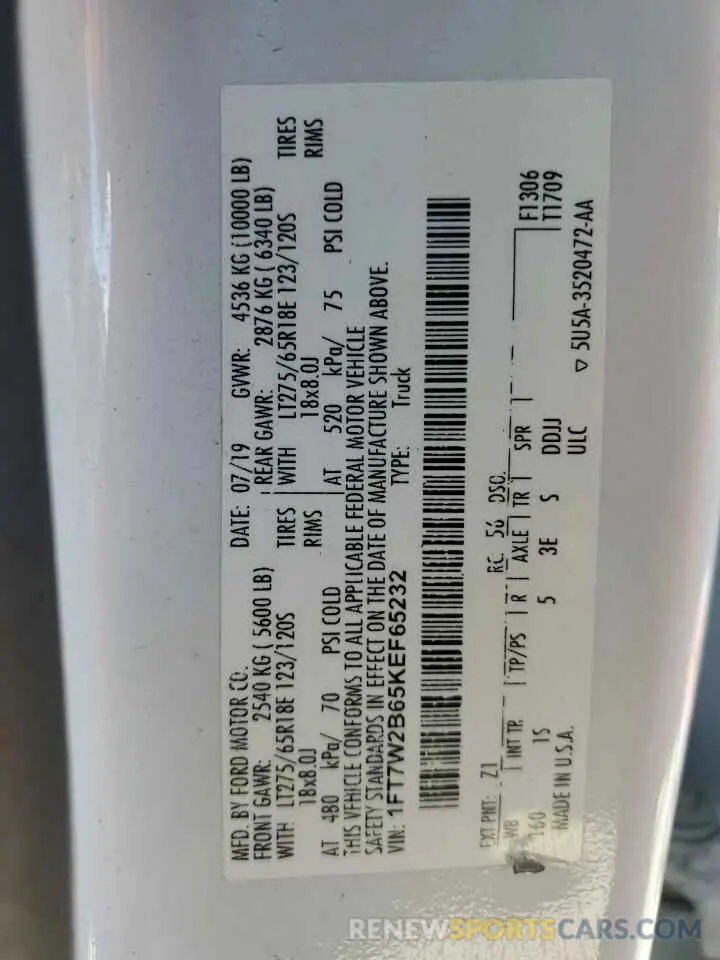 MFD. BY FORD MOTOR CO.
DATE: 07/19 GVWR: 4536 KG (10000 LB)
FRONT GAWR: 2540 KG ( 5600 LB) REAR GAWR: 2876 KG ( 6340 LB)
WITH LT275/65R18E 123/120S TIRES WITH LT275/65R18E 123/120S TIRES
18x8.0J RIMS 18x8.0J RIMS
AT 480 kPa/ 70 PSI COLD AT 520 kPa/ 75 PSI COLD
THIS VEHICLE CONFORMS TO ALL APPLICABLE FEDERAL MOTOR VEHICLE
SAFETY STANDARDS IN EFFECT ON THE DATE OF MANUFACTURE SHOWN ABOVE.
VIN: 1FT7W2B65KEF65232 TYPE: Truck
EXT PNT: Z1 RC: 56 DSO:
WB INT TR TP/PS R AXLE TR SPR F1306
160 IS 5 3E S DDJJ T1709
MADE IN U.S.A. ULC
▽ 5U5A-3520472-AA
RENEWSPORTSCARS.COM